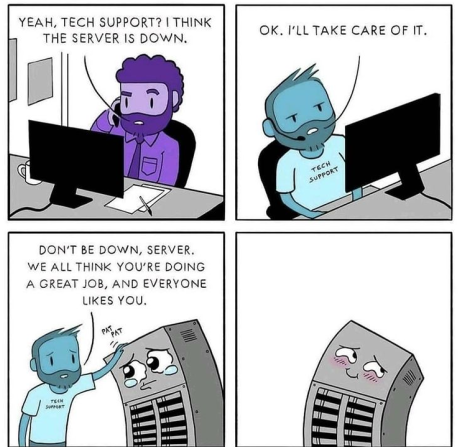 YEAH, TECH SUPPORT? I THINK
THE SERVER IS DOWN.
OK. I'LL TAKE CARE OF IT.
TECH
SUPPORT
DON'T BE DOWN, SERVER.
WE ALL THINK YOU'RE DOING
A GREAT JOB, AND EVERYONE
LIKES YOU.
PAT
PAT
TECH
SUPPORT